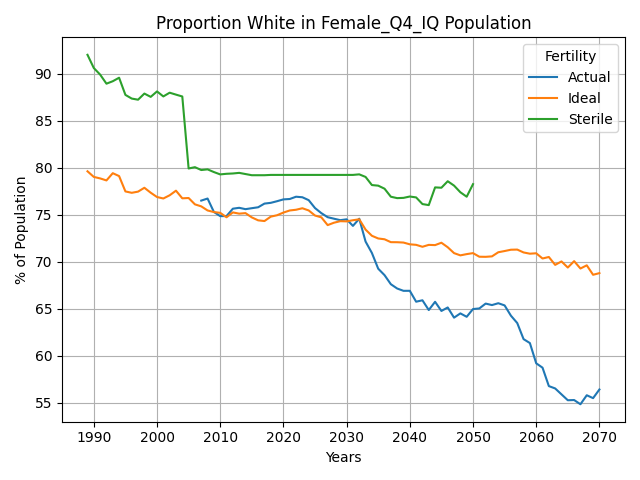 Proportion White in Female_Q4_IQ Population
Fertility
Actual
Ideal
Sterile
% of Population
90
85
80
75
70
65
60
55
1990
2000
2010
2020
2030
2040
2050
2060
2070
Years